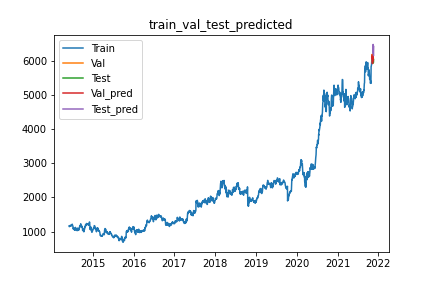 train_val_test_predicted
Train
Val
Test
Val_pred
Test_pred
6000
5000
4000
3000
2000
1000
2015 2016 2017 2018 2019 2020 2021 2022